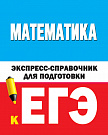 МАТЕМАТИКА
ЭКСПРЕСС-СПРАВОЧНИК
ДЛЯ ПОДГОТОВКИ
к ЕГЭ